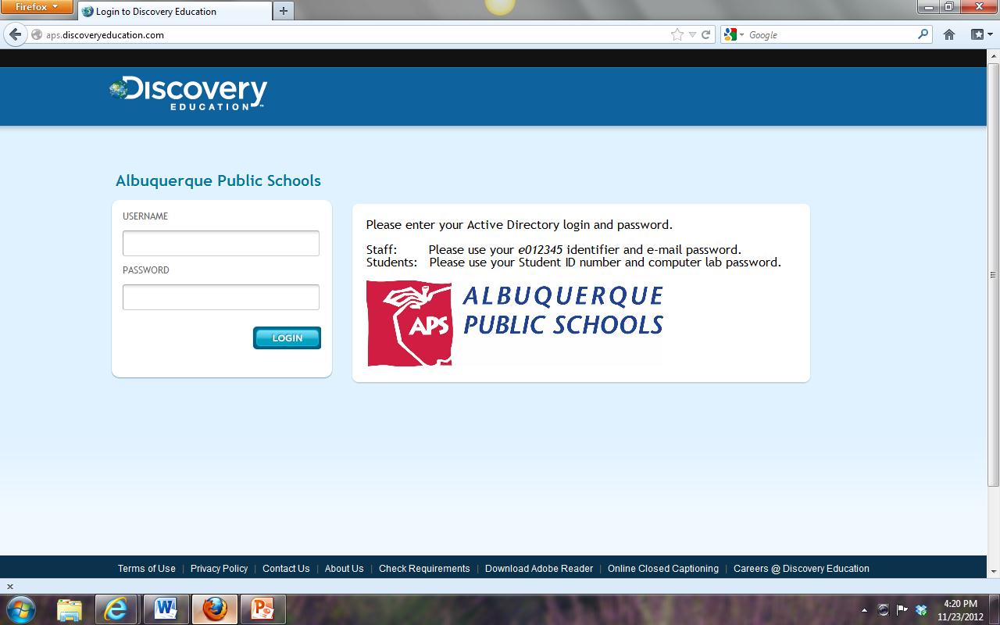 Firefox
Login to Discovery Education
aps.discoveryeducation.com
Google
Discovery
EDUCATION™
Albuquerque Public Schools
USERNAME
PASSWORD
LOGIN
Please enter your Active Directory login and password.
Staff: Please use your e012345 identifier and e-mail password.
Students: Please use your Student ID number and computer lab password.
APS
ALBUQUERQUE
PUBLIC SCHOOLS
Terms of Use | Privacy Policy | Contact Us | About Us | Check Requirements | Download Adobe Reader | Online Closed Captioning | Careers @ Discovery Education
4:20 PM
11/23/2012